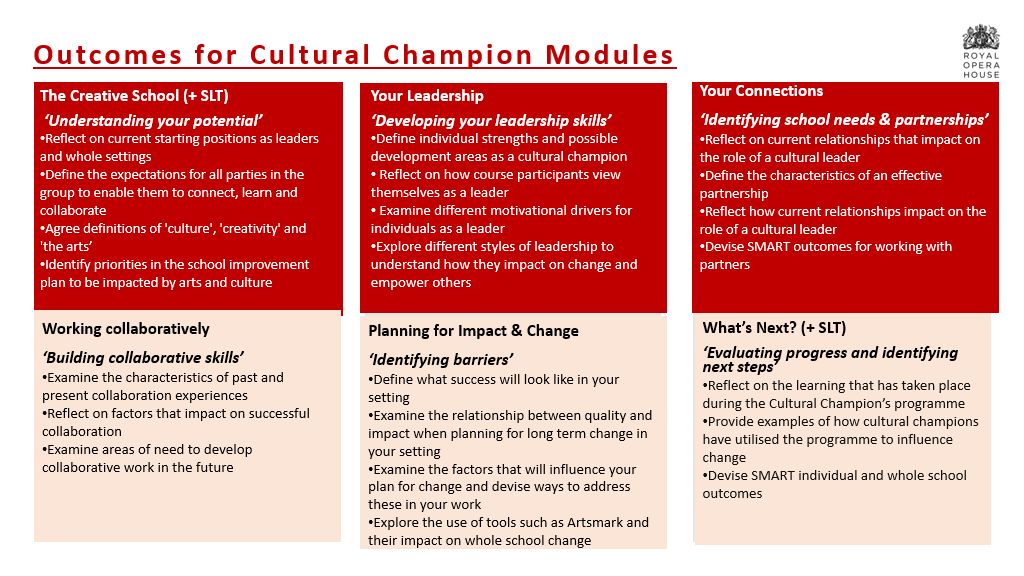 Outcomes for Cultural Champion Modules
ROYAL
OPERA
HOUSE
The Creative School (+ SLT)
‘Understanding your potential’
•Reflect on current starting positions as leaders
and whole settings
•Define the expectations for all parties in the
group to enable them to connect, learn and
collaborate
•Agree definitions of 'culture', 'creativity' and
'the arts’
•Identify priorities in the school improvement
plan to be impacted by arts and culture
Your Leadership
‘Developing your leadership skills’
•Define individual strengths and possible
development areas as a cultural champion
• Reflect on how course participants view
themselves as a leader
• Examine different motivational drivers for
individuals as a leader
•Explore different styles of leadership to
understand how they impact on change and
empower others
Your Connections
‘Identifying school needs & partnerships’
•Reflect on current relationships that impact on
the role of a cultural leader
•Define the characteristics of an effective
partnership
•Reflect how current relationships impact on the
role of a cultural leader
•Devise SMART outcomes for working with
partners
Working collaboratively
‘Building collaborative skills’
•Examine the characteristics of past and
present collaboration experiences
•Reflect on factors that impact on successful
collaboration
•Examine areas of need to develop
collaborative work in the future
Planning for Impact & Change
‘Identifying barriers’
•Define what success will look like in your
setting
•Examine the relationship between quality and
impact when planning for long term change in
your setting
•Examine the factors that will influence your
plan for change and devise ways to address
these in your work
•Explore the use of tools such as Artsmark and
their impact on whole school change
What’s Next? (+ SLT)
‘Evaluating progress and identifying
next steps’
•Reflect on the learning that has taken place
during the Cultural Champion’s programme
•Provide examples of how cultural champions
have utilised the programme to influence
change
•Devise SMART individual and whole school
outcomes